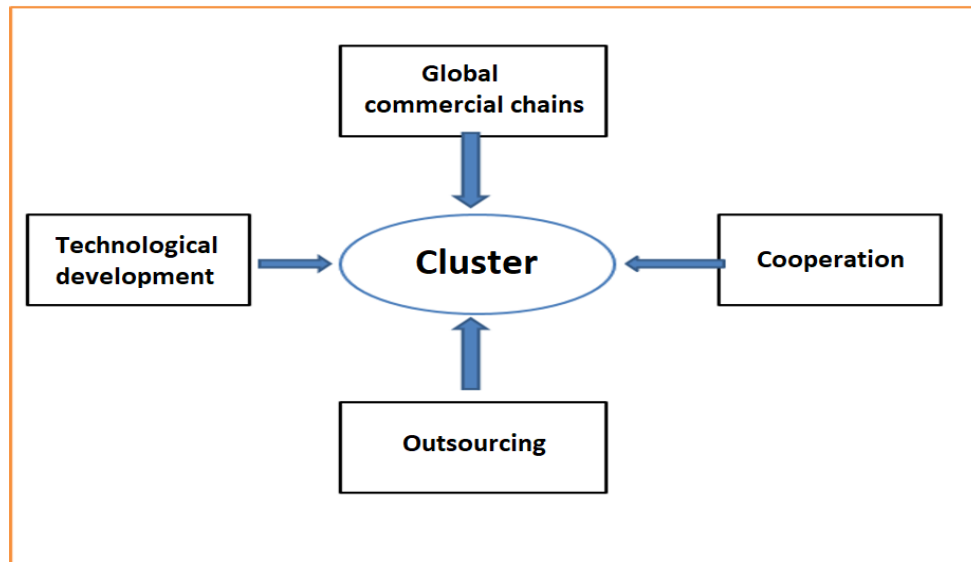 Global
commercial chains
Technological
development
Cluster
Cooperation
Outsourcing